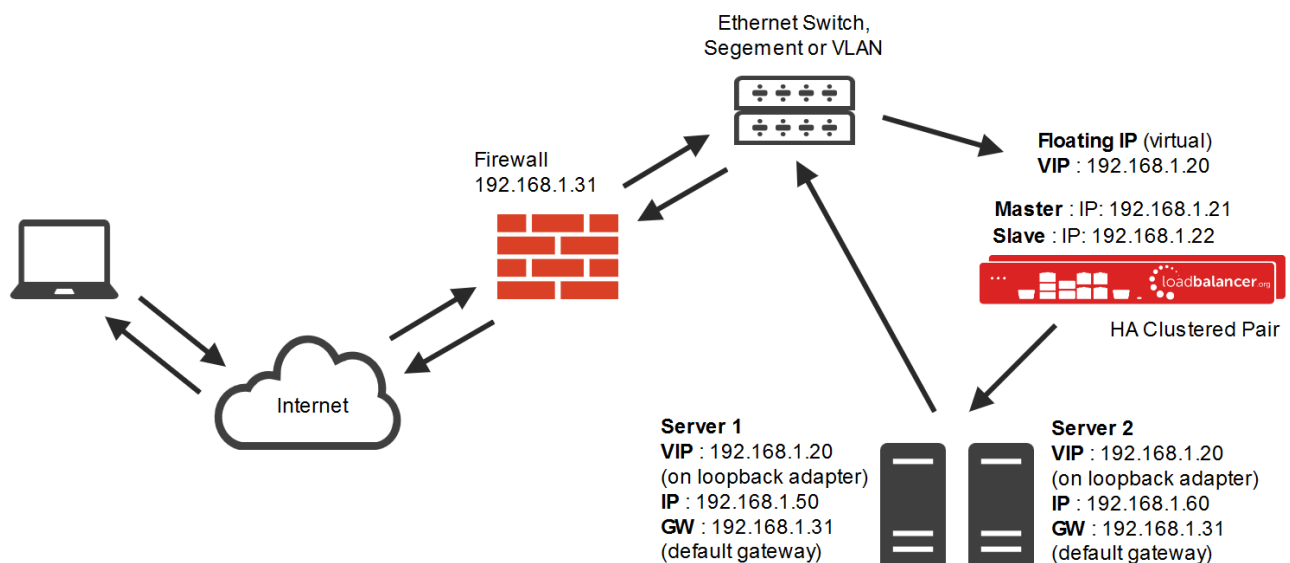 Ethernet Switch,
Segement or VLAN
Firewall
192.168.1.31
Floating IP (virtual)
VIP : 192.168.1.20
Master : IP: 192.168.1.21
Slave : IP: 192.168.1.22
loadbalancer.org
HA Clustered Pair
Internet
Server 1
VIP : 192.168.1.20
(on loopback adapter)
IP : 192.168.1.50
GW : 192.168.1.31
(default gateway)
Server 2
VIP : 192.168.1.20
(on loopback adapter)
IP : 192.168.1.60
GW : 192.168.1.31
(default gateway)